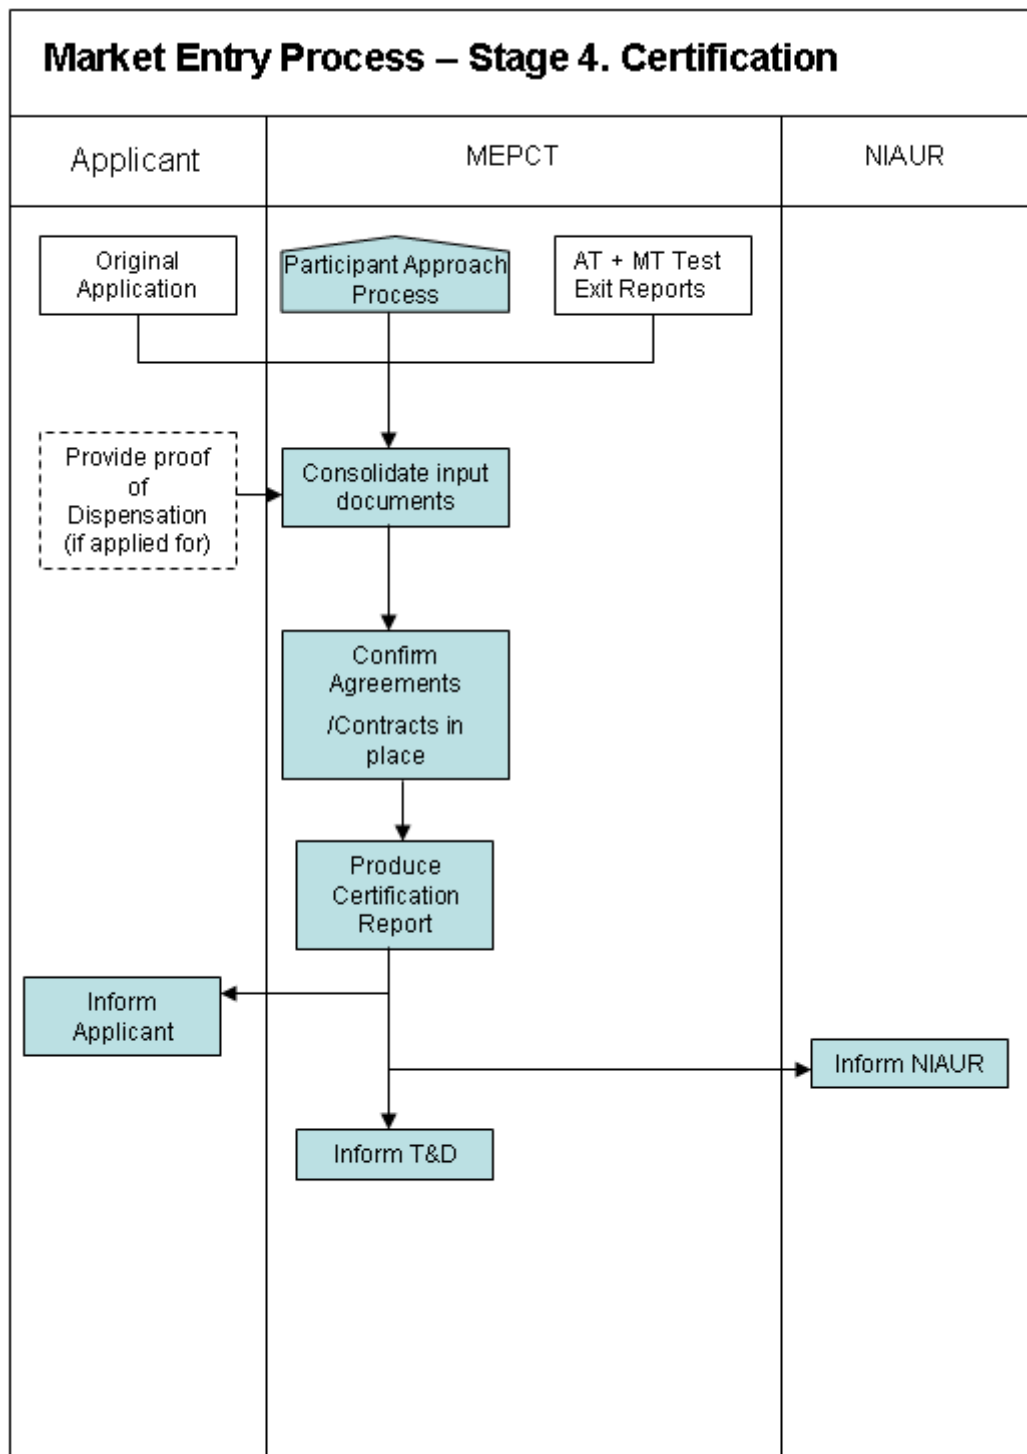 Market Entry Process – Stage 4. Certification
Applicant
MEPCT
NIAUR
Original
Application
Participant Approach
Process
AT + MT Test
Exit Reports
Provide proof
of
Dispensation
(if applied for)
Consolidate input
documents
Confirm
Agreements
/Contracts in
place
Produce
Certification
Report
Inform
Applicant
Inform NIAUR
Inform T&D